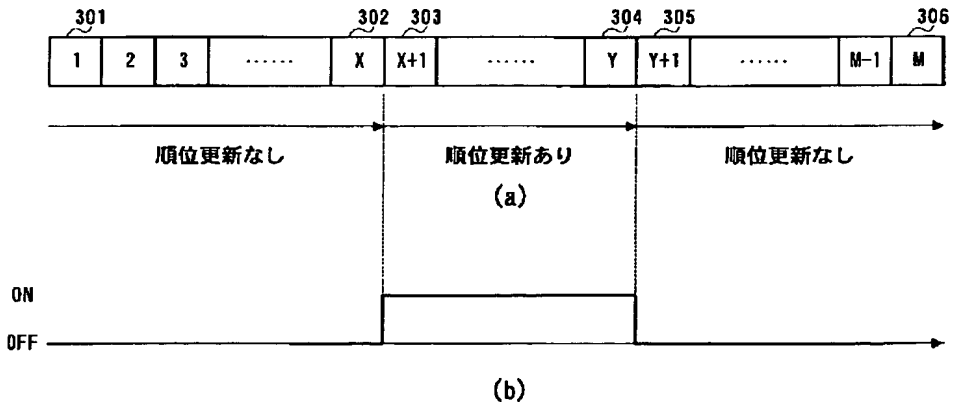 301 302 303 304 305 306
1 2 3 ...... X X+1 ...... Y Y+1 ...... M-1 M
順位更新なし 順位更新あり 順位更新なし
(a)
ON
OFF
(b)